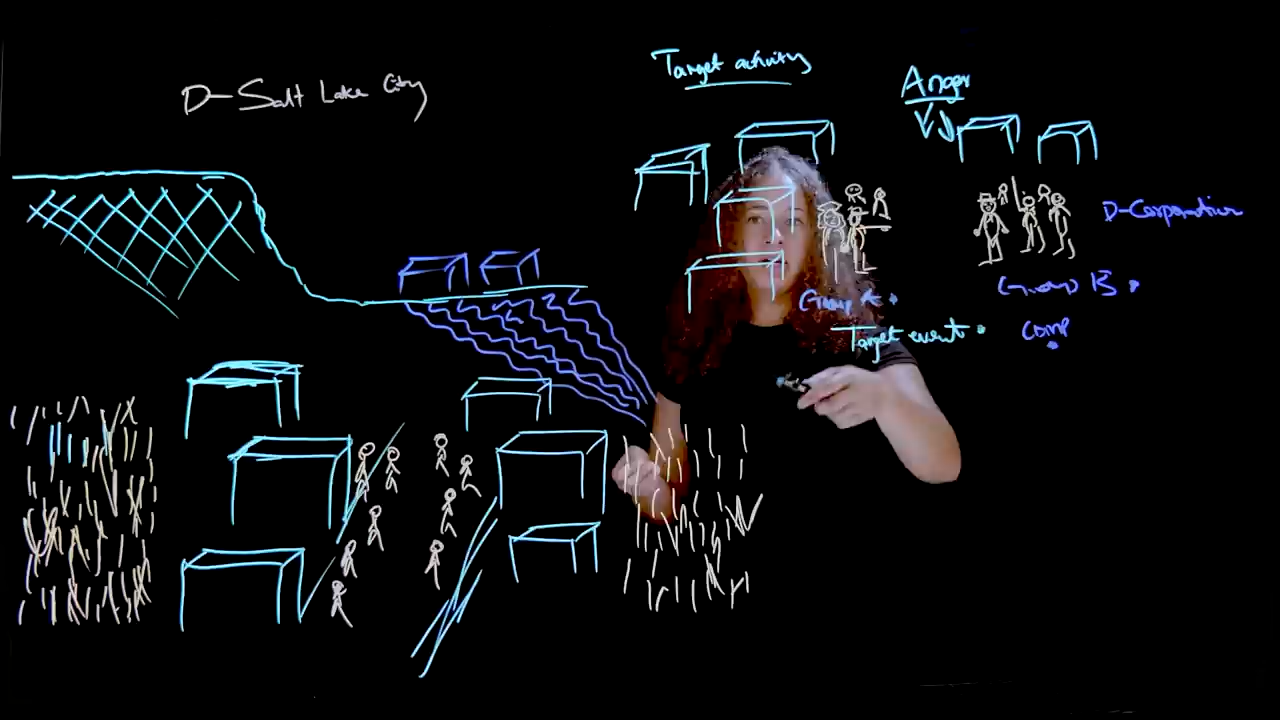 D-Salt Lake City
Target activity
Anger
D-Corporation
Group A
Group B
Target event
comp